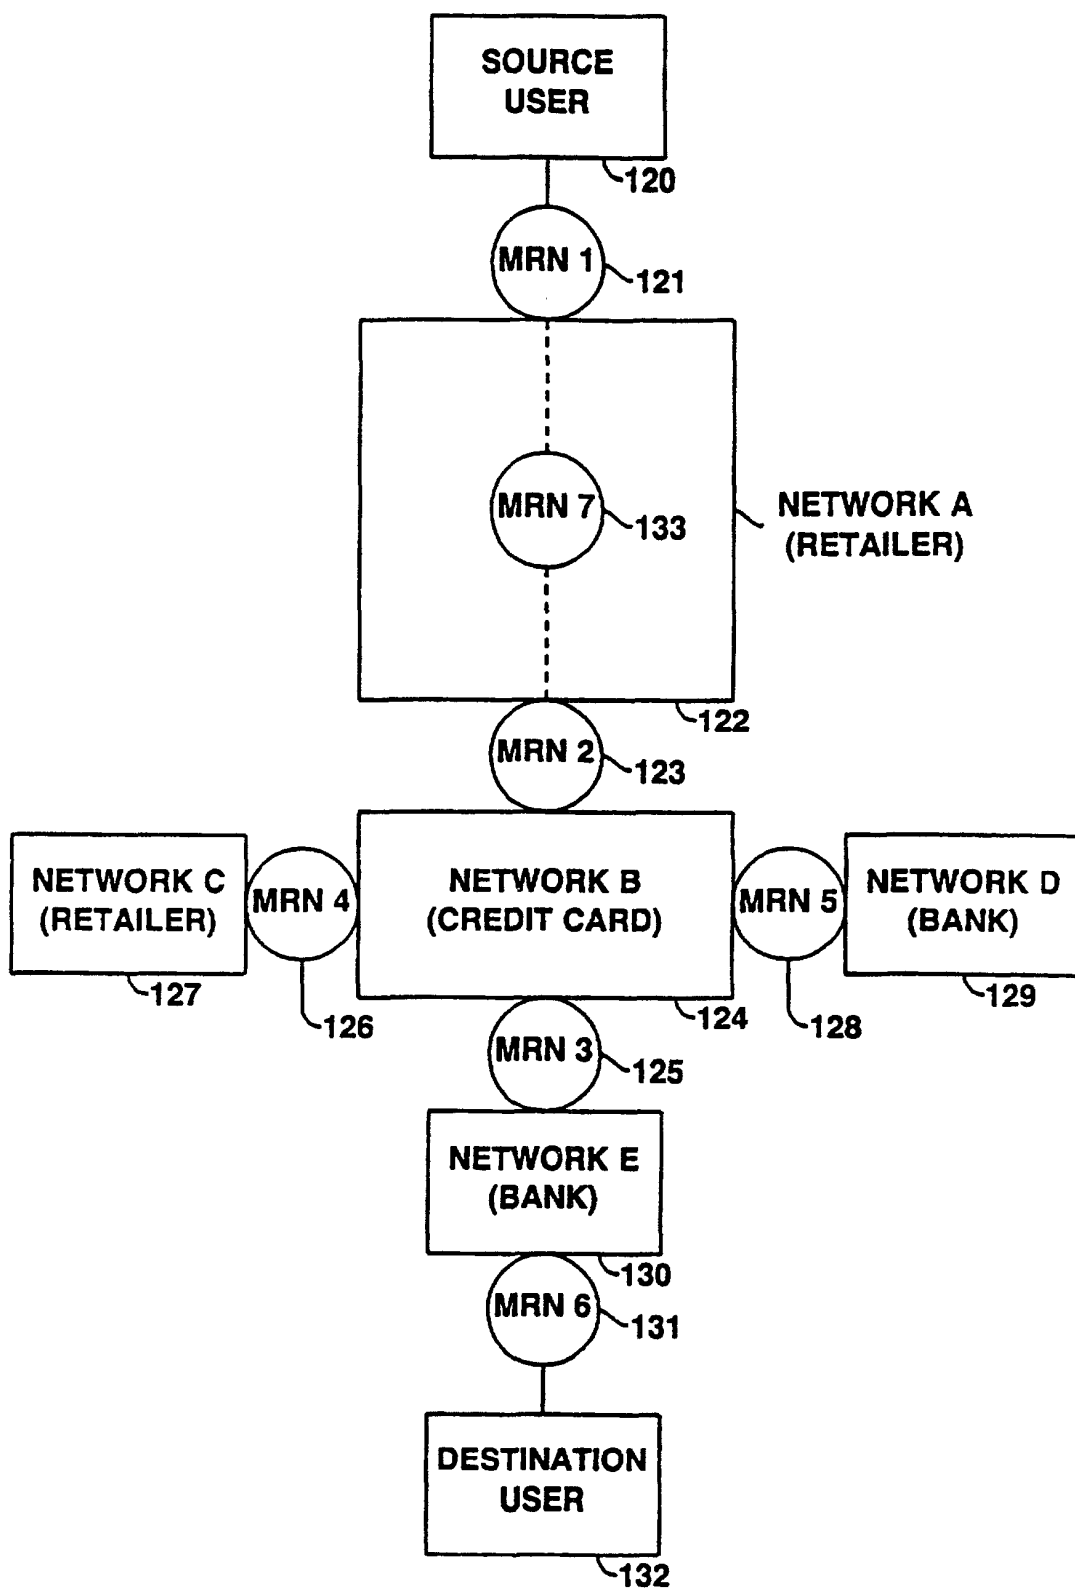 SOURCE
USER
120
MRN 1
121
MRN 7
133
NETWORK A
(RETAILER)
122
MRN 2
123
NETWORK C
(RETAILER)
127
MRN 4
126
NETWORK B
(CREDIT CARD)
124
MRN 5
128
NETWORK D
(BANK)
129
MRN 3
125
NETWORK E
(BANK)
130
MRN 6
131
DESTINATION
USER
132